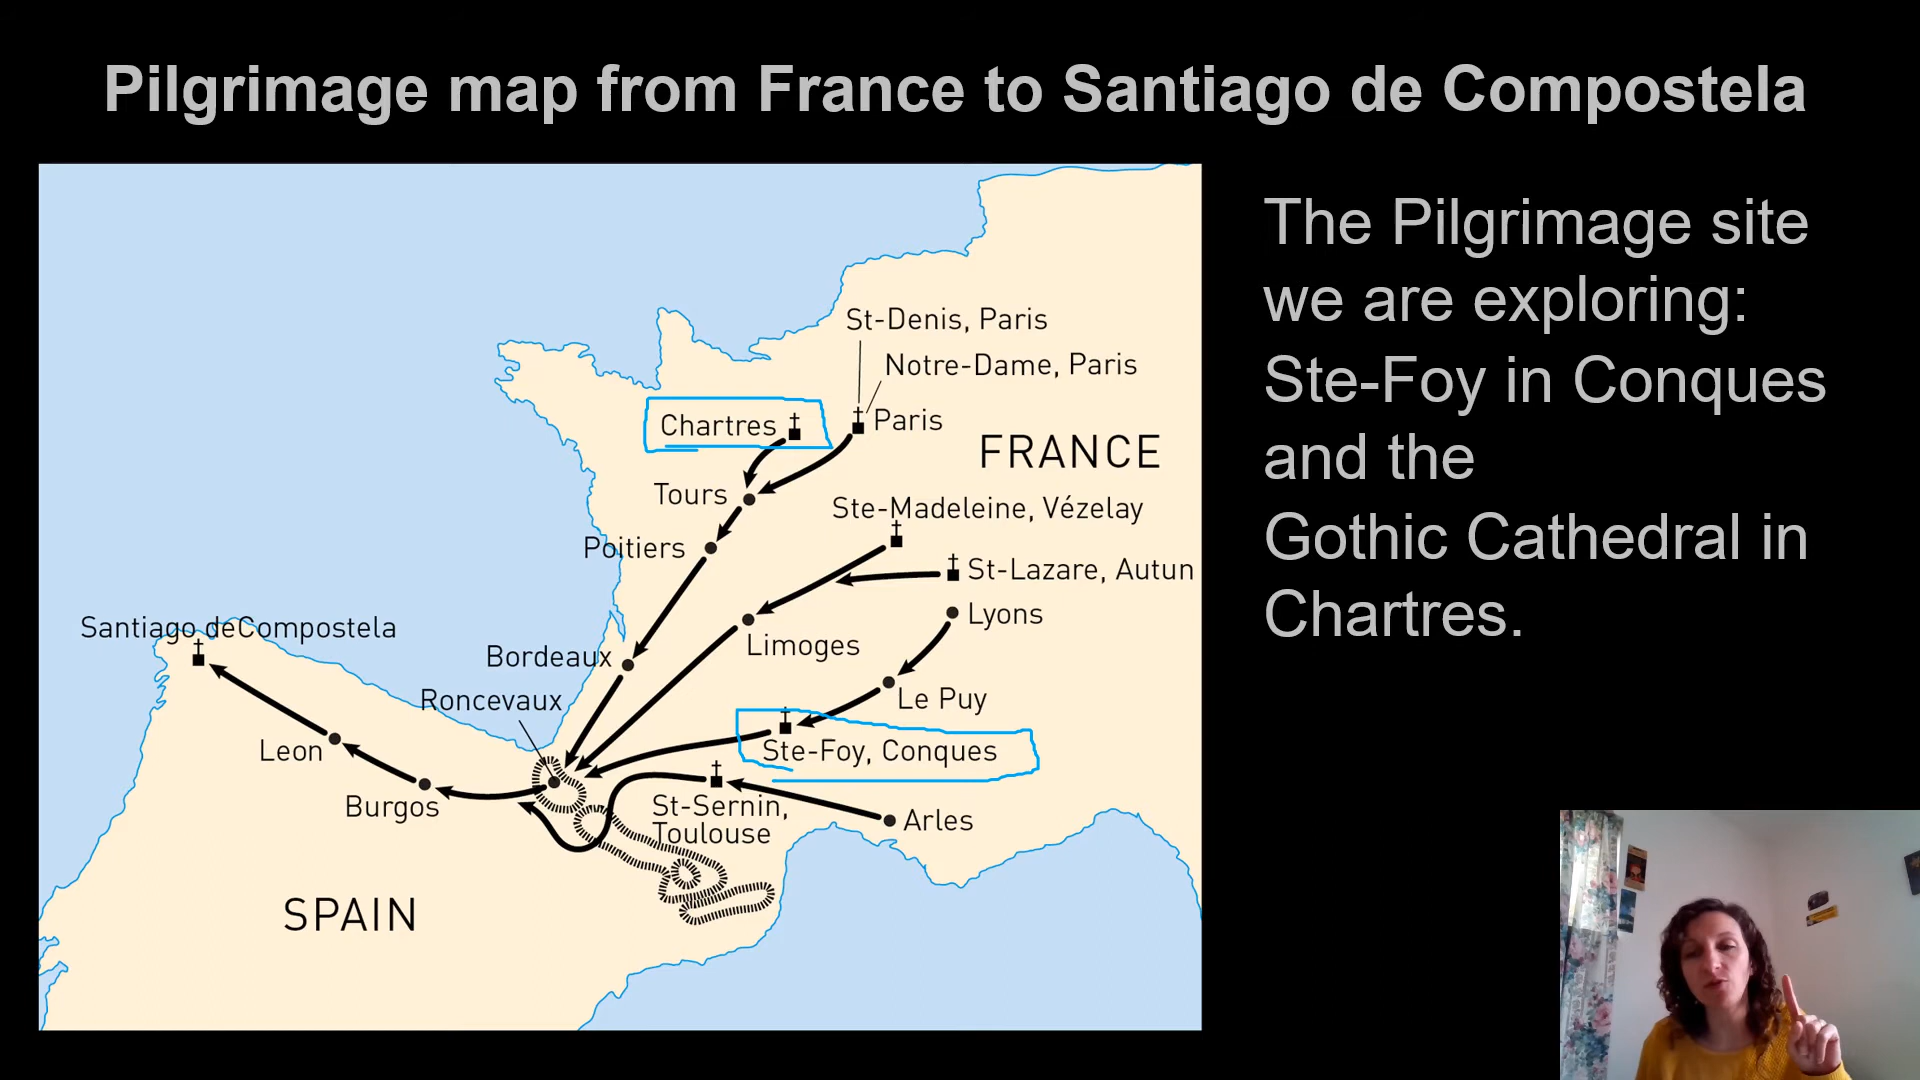 Pilgrimage map from France to Santiago de Compostela
The Pilgrimage site
we are exploring:
Ste-Foy in Conques
and the
Gothic Cathedral in
Chartres.
St-Denis, Paris
Notre-Dame, Paris
Chartres
Paris
FRANCE
Tours
Ste-Madeleine, Vézelay
Poitiers
St-Lazare, Autun
Lyons
Santiago deCompostela
Limoges
Bordeaux
Roncevaux
Le Puy
Leon
Ste-Foy, Conques
Burgos
St-Sernin,
Toulouse
Arles
SPAIN